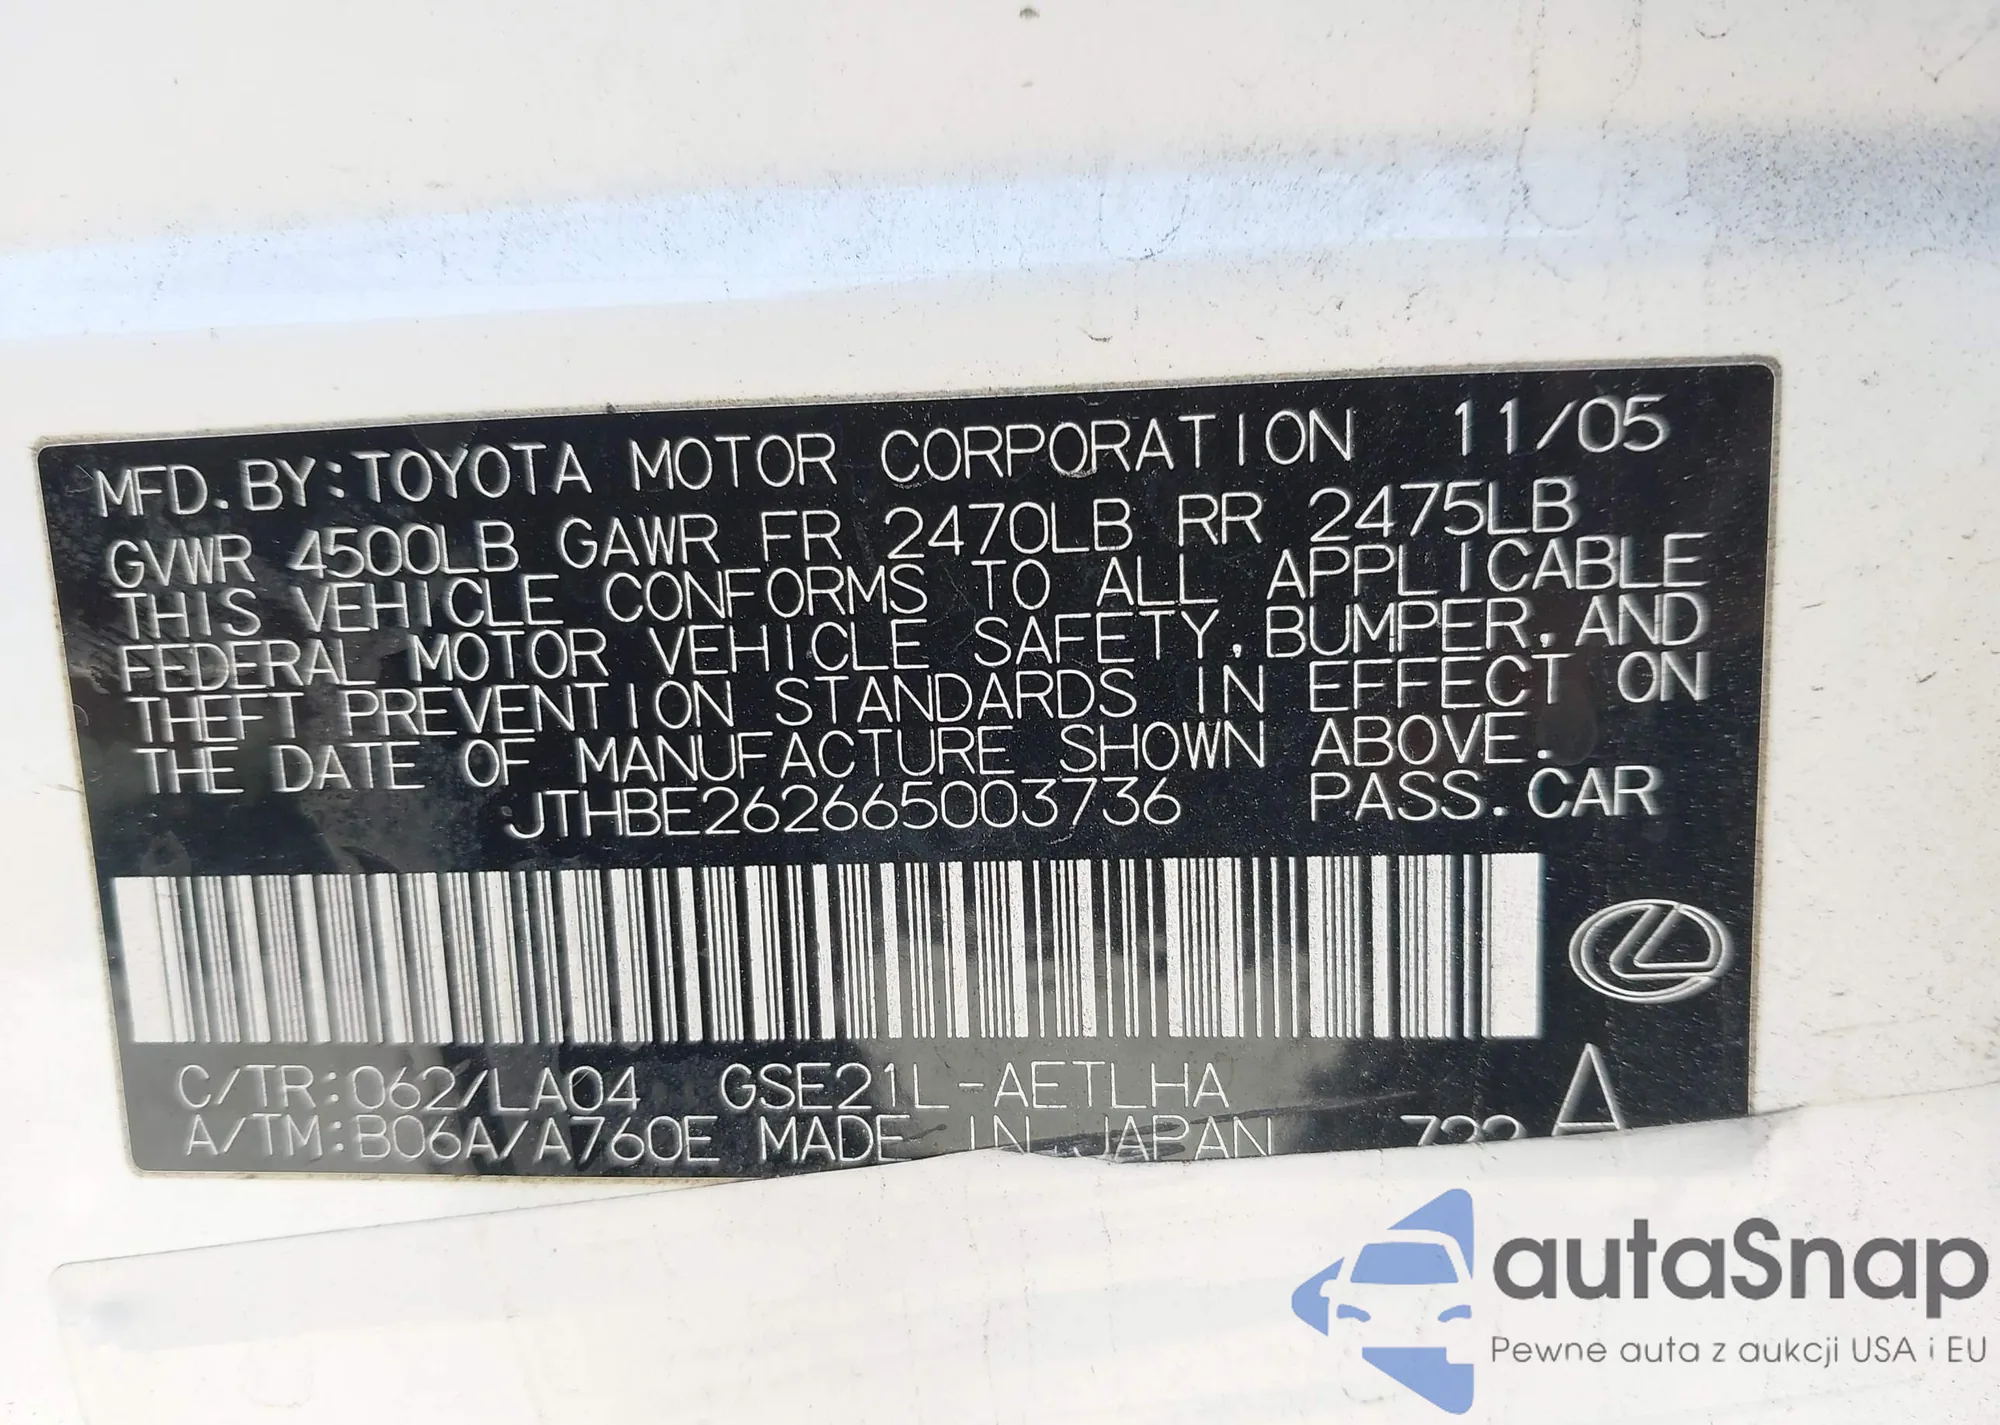 MFD. BY: TOYOTA MOTOR CORPORATION 11/05
GVWR 4500LB GAWR FR 2470LB RR 2475LB
THIS VEHICLE CONFORMS TO ALL APPLICABLE
FEDERAL MOTOR VEHICLE SAFETY, BUMPER, AND
THEFT PREVENTION STANDARDS IN EFFECT ON
THE DATE OF MANUFACTURE SHOWN ABOVE.
JTHBE262665003736 PASS. CAR
C/TR: 062/LA04 GSE21L-AETLHA
A/TM: B06A/A760E MADE IN JAPAN A
autaSnap
Pewne auta z aukcji USA i EU